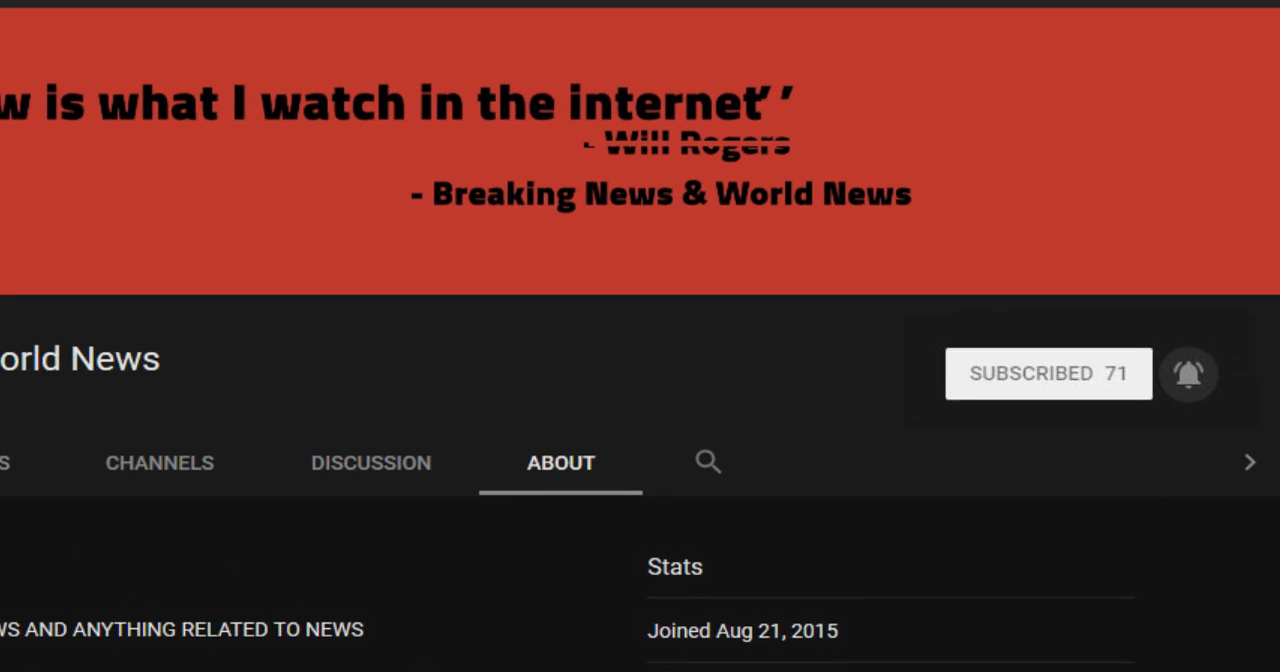 w is what I watch in the internet’’
- Will Rogers
- Breaking News & World News
orld News
SUBSCRIBED 71
S CHANNELS DISCUSSION ABOUT
Stats
WS AND ANYTHING RELATED TO NEWS
Joined Aug 21, 2015